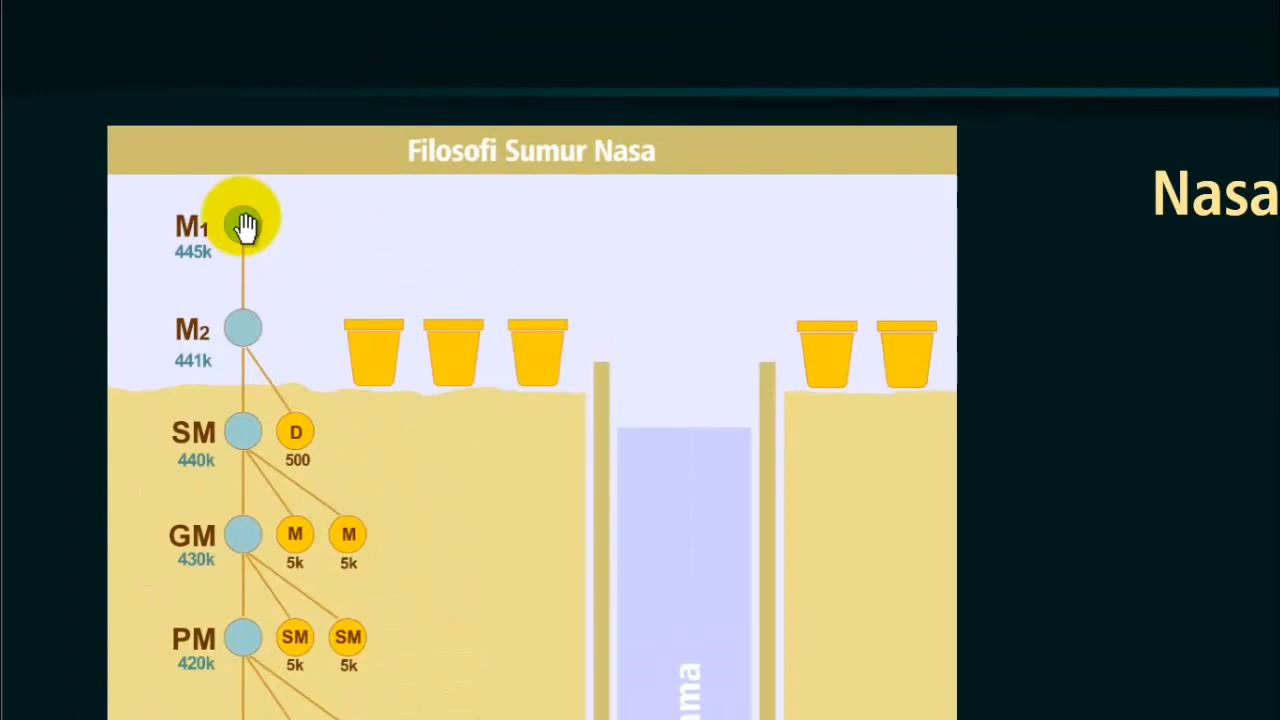 Filosofi Sumur Nasa
Nasa
M1
445k
M2
441k
SM
440k
D
500
GM
430k
M
5k
M
5k
PM
420k
SM
5k
SM
5k